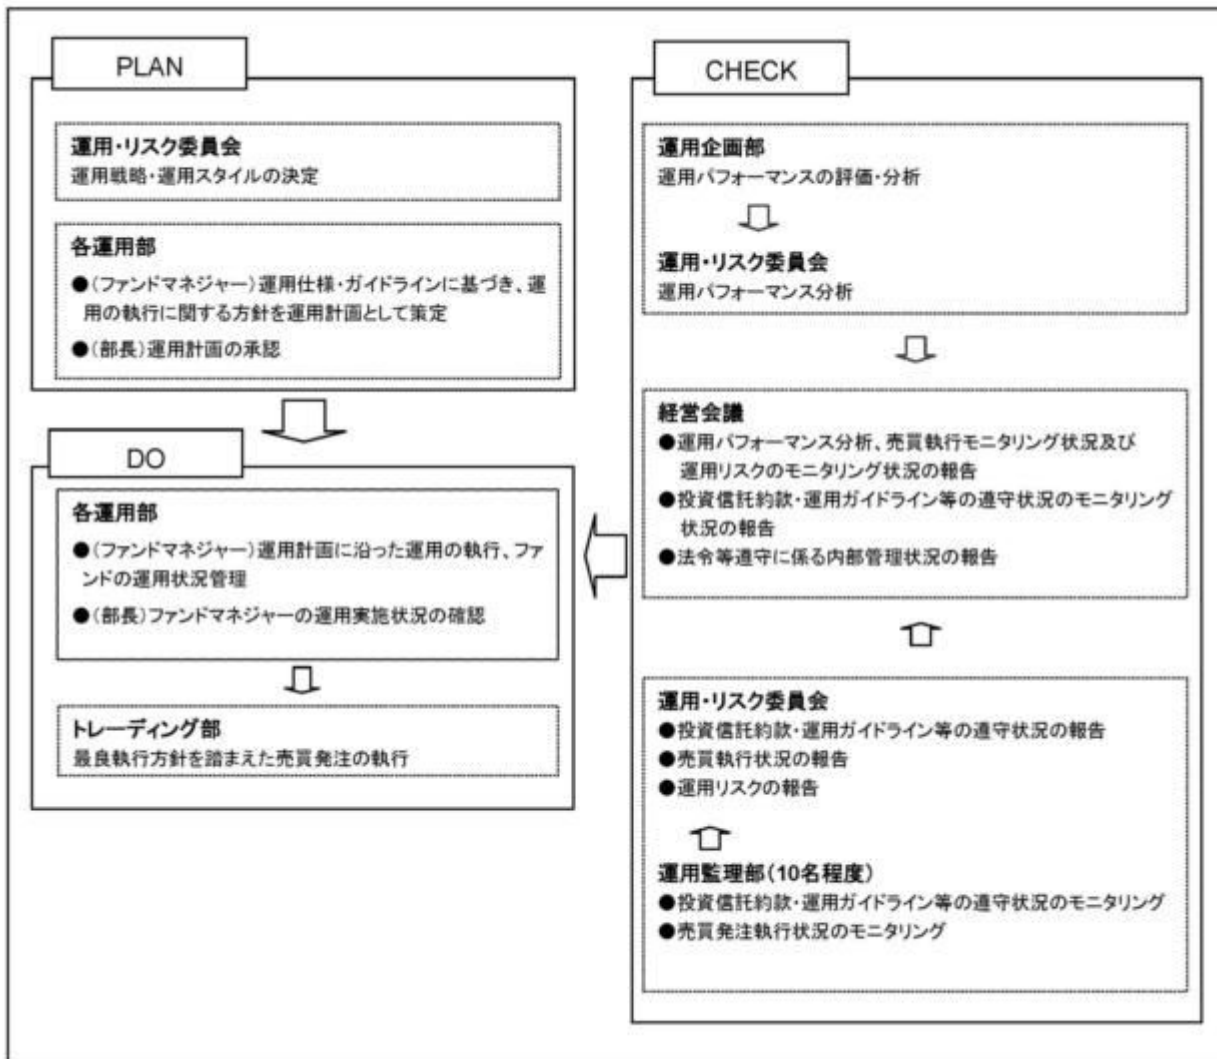 PLAN
運用・リスク委員会
運用戦略・運用スタイルの決定
各運用部
●(ファンドマネジャー)運用仕様・ガイドラインに基づき、運
用の執行に関する方針を運用計画として策定
●(部長)運用計画の承認
DO
各運用部
●(ファンドマネジャー)運用計画に沿った運用の執行、ファ
ンドの運用状況管理
●(部長)ファンドマネジャーの運用実施状況の確認
トレーディング部
最良執行方針を踏まえた売買発注の執行
CHECK
運用企画部
運用パフォーマンスの評価・分析
運用・リスク委員会
運用パフォーマンス分析
経営会議
●運用パフォーマンス分析、売買執行モニタリング状況及び
運用リスクのモニタリング状況の報告
●投資信託約款・運用ガイドライン等の遵守状況のモニタリング
状況の報告
●法令等遵守に係る内部管理状況の報告
運用・リスク委員会
●投資信託約款・運用ガイドライン等の遵守状況の報告
●売買執行状況の報告
●運用リスクの報告
運用監理部(10名程度)
●投資信託約款・運用ガイドライン等の遵守状況のモニタリング
●売買発注執行状況のモニタリング